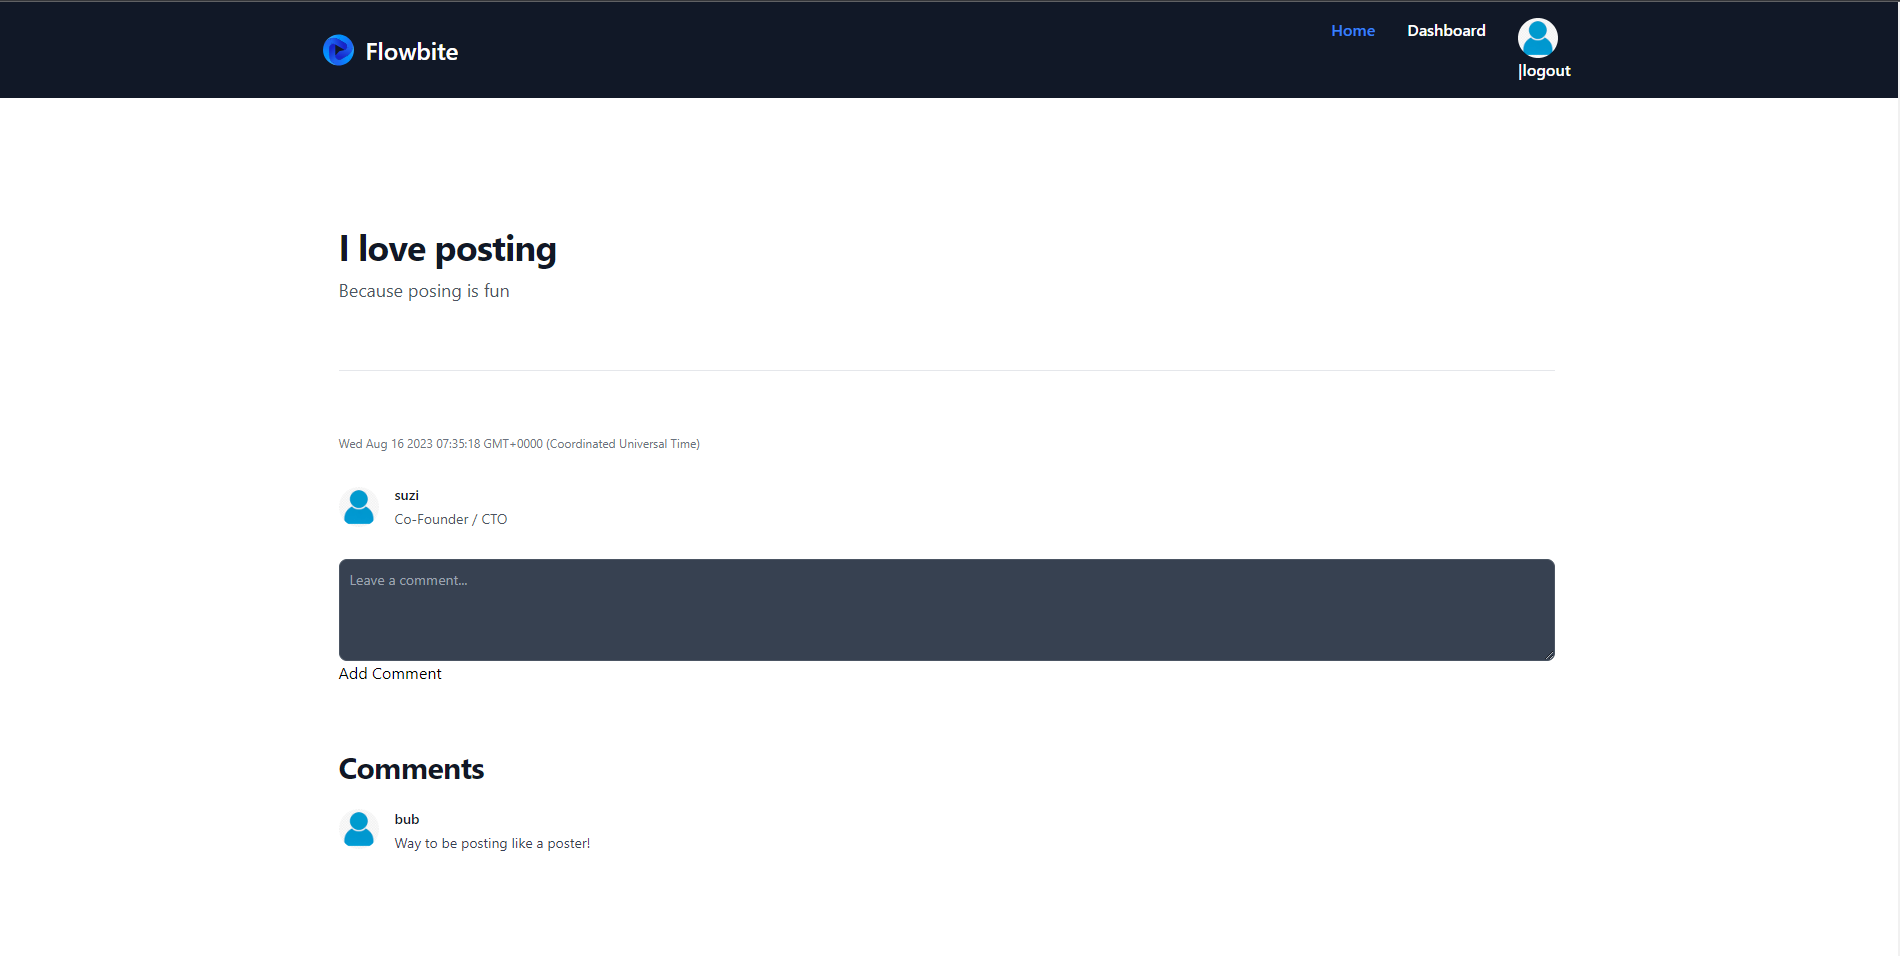 Flowbite
Home Dashboard
|logout
I love posting
Because posing is fun
Wed Aug 16 2023 07:35:18 GMT+0000 (Coordinated Universal Time)
suzi
Co-Founder / CTO
Leave a comment...
Add Comment
Comments
bub
Way to be posting like a poster!